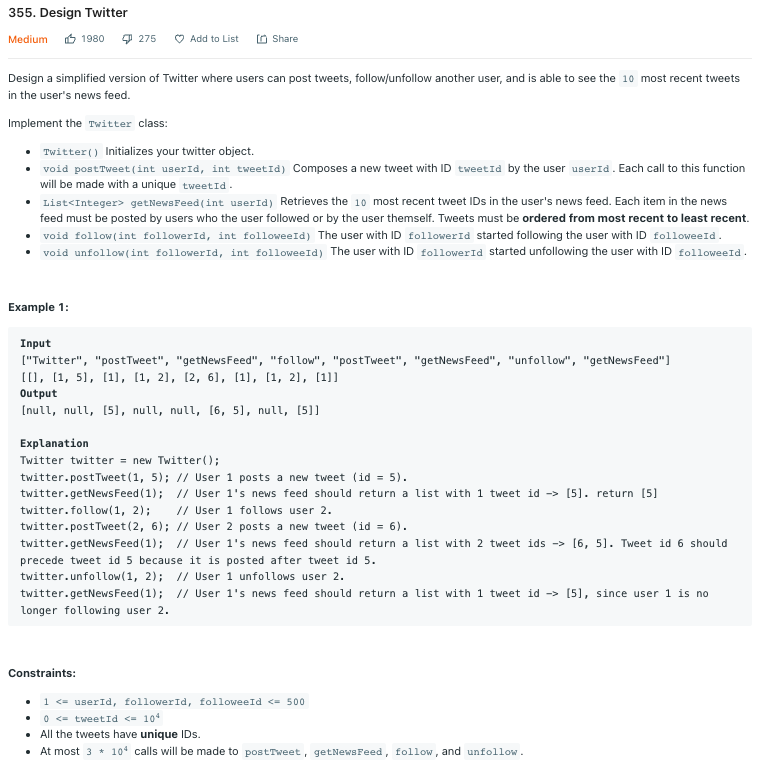 355. Design Twitter
Medium 1980 275 Add to List Share
Design a simplified version of Twitter where users can post tweets, follow/unfollow another user, and is able to see the 10 most recent tweets
in the user's news feed.
Implement the Twitter class:
• Twitter() Initializes your twitter object.
• void postTweet(int userId, int tweetId) Composes a new tweet with ID tweetId by the user userId. Each call to this function
will be made with a unique tweetId.
• List<Integer> getNewsFeed(int userId) Retrieves the 10 most recent tweet IDs in the user's news feed. Each item in the news
feed must be posted by users who the user followed or by the user themself. Tweets must be ordered from most recent to least recent.
• void follow(int followerId, int followeeId) The user with ID followerId started following the user with ID followeeId.
• void unfollow(int followerId, int followeeId) The user with ID followerId started unfollowing the user with ID followeeId.
Example 1:
Input
["Twitter", "postTweet", "getNewsFeed", "follow", "postTweet", "getNewsFeed", "unfollow", "getNewsFeed"]
[[], [1, 5], [1], [1, 2], [2, 6], [1], [1, 2], [1]]
Output
[null, null, [5], null, null, [6, 5], null, [5]]
Explanation
Twitter twitter = new Twitter();
twitter.postTweet(1, 5); // User 1 posts a new tweet (id = 5).
twitter.getNewsFeed(1);  // User 1's news feed should return a list with 1 tweet id -> [5]. return [5]
twitter.follow(1, 2);    // User 1 follows user 2.
twitter.postTweet(2, 6); // User 2 posts a new tweet (id = 6).
twitter.getNewsFeed(1);  // User 1's news feed should return a list with 2 tweet ids -> [6, 5]. Tweet id 6 should
precede tweet id 5 because it is posted after tweet id 5.
twitter.unfollow(1, 2);  // User 1 unfollows user 2.
twitter.getNewsFeed(1);  // User 1's news feed should return a list with 1 tweet id -> [5], since user 1 is no
longer following user 2.
Constraints:
• 1 <= userId, followerId, followeeId <= 500
• 0 <= tweetId <= 10⁴
• All the tweets have unique IDs.
• At most 3 * 10⁴ calls will be made to postTweet, getNewsFeed, follow, and unfollow.